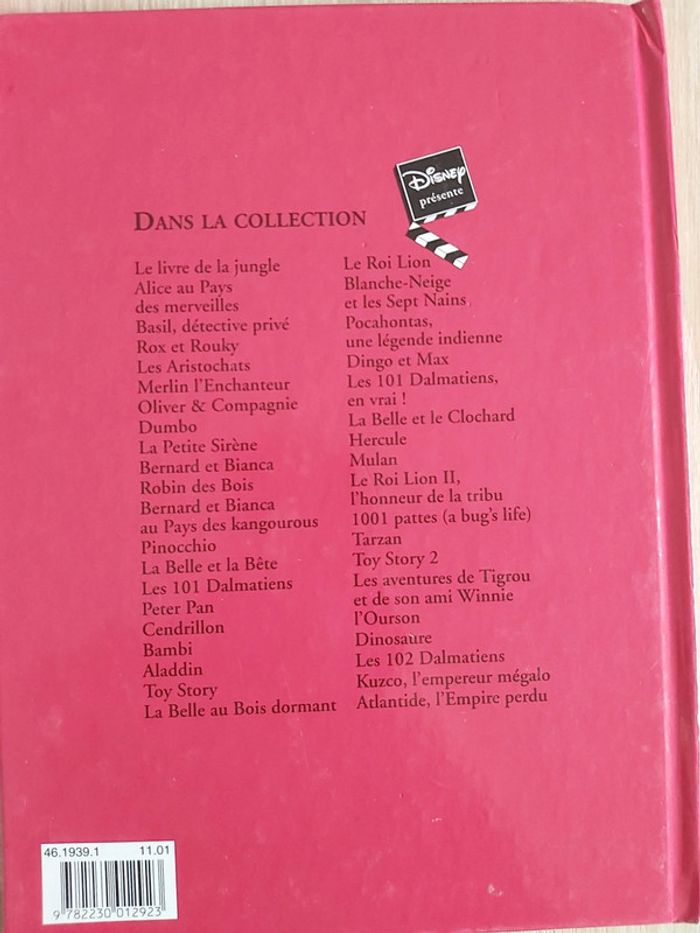 Disney
présente
DANS LA COLLECTION
Le livre de la jungle
Alice au Pays
des merveilles
Basil, détective privé
Rox et Rouky
Les Aristochats
Merlin l'Enchanteur
Oliver & Compagnie
Dumbo
La Petite Sirène
Bernard et Bianca
Robin des Bois
Bernard et Bianca
au Pays des kangourous
Pinocchio
La Belle et la Bête
Les 101 Dalmatiens
Peter Pan
Cendrillon
Bambi
Aladdin
Toy Story
La Belle au Bois dormant
Le Roi Lion
Blanche-Neige
et les Sept Nains
Pocahontas,
une légende indienne
Dingo et Max
Les 101 Dalmatiens,
en vrai !
La Belle et le Clochard
Hercule
Mulan
Le Roi Lion II,
l'honneur de la tribu
1001 pattes (a bug's life)
Tarzan
Toy Story 2
Les aventures de Tigrou
et de son ami Winnie
l'Ourson
Dinosaure
Les 102 Dalmatiens
Kuzco, l'empereur mégalo
Atlantide, l'Empire perdu
46.1939.1 11.01
9 782230 012923